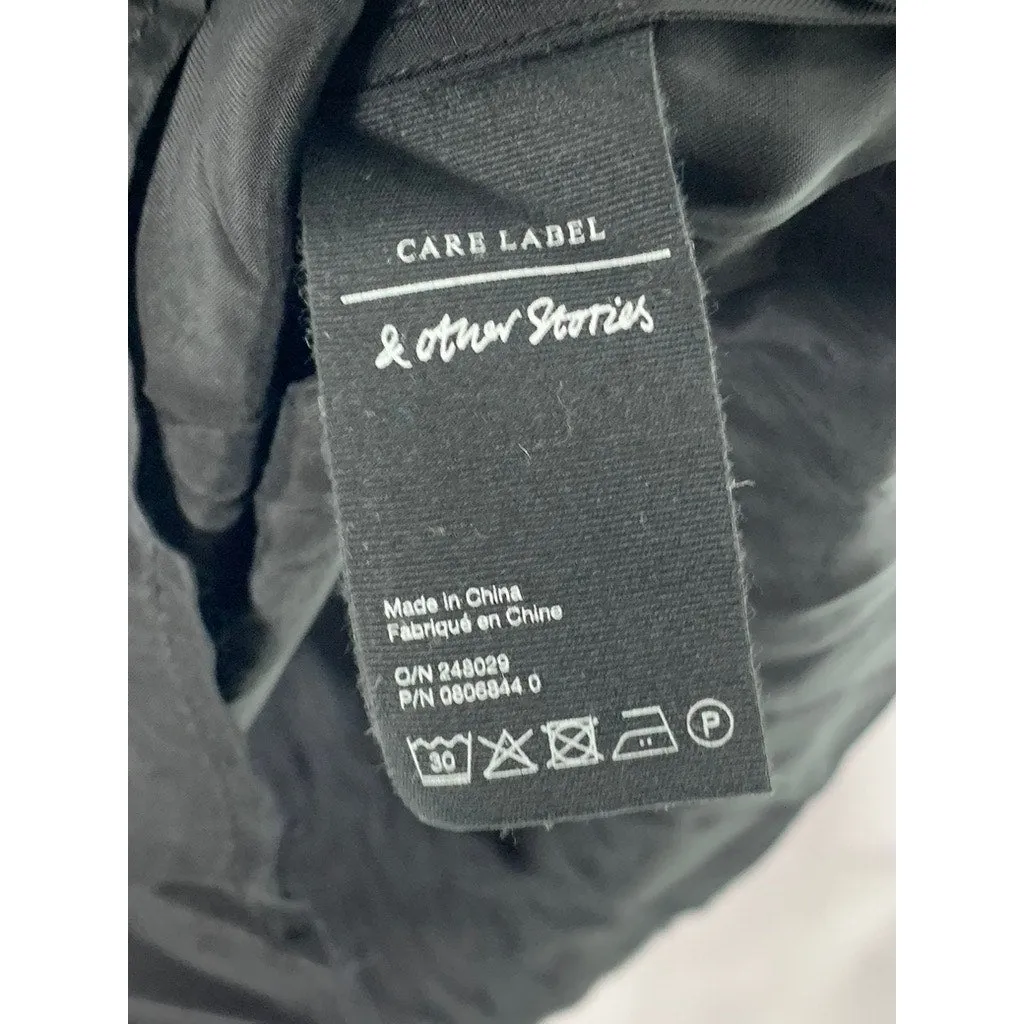 CARE LABEL
& other Stories
Made in China
Fabriqué en Chine
O/N 248029
P/N 0806844 0
30 P